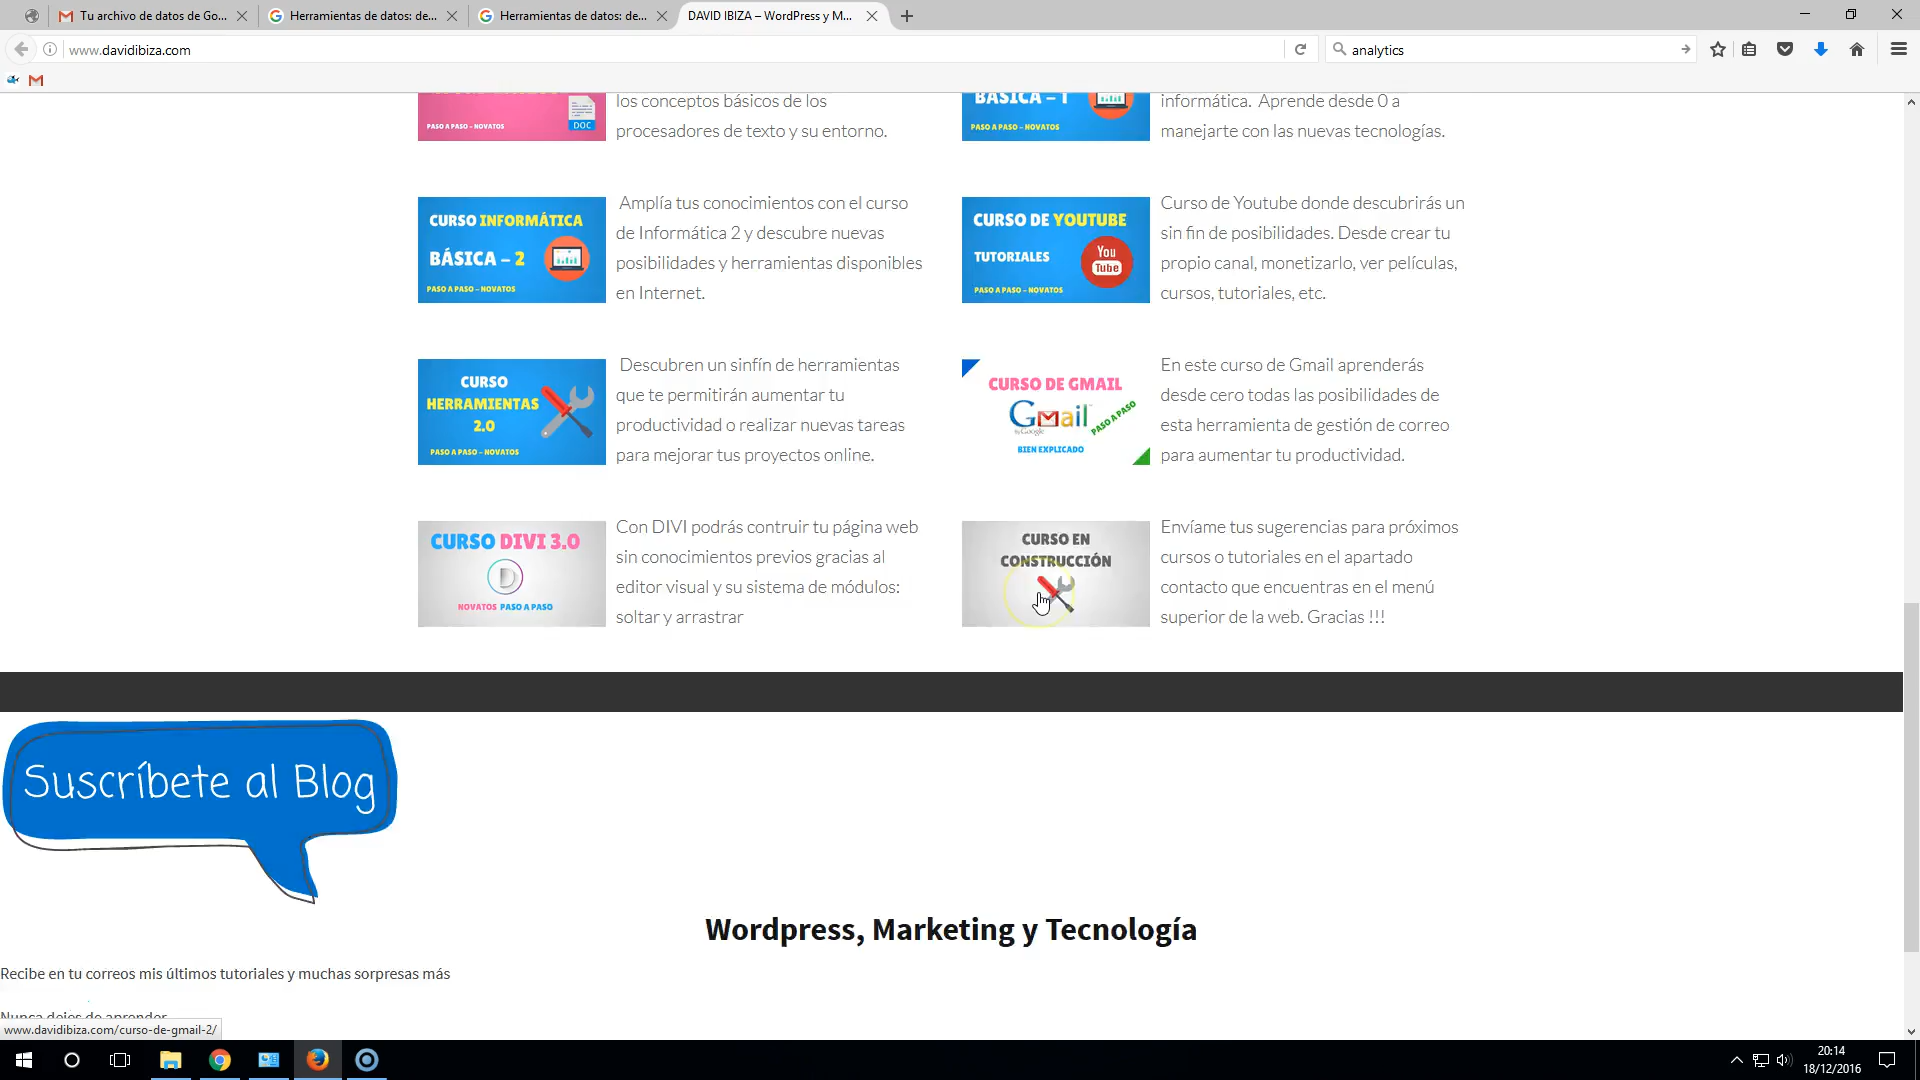 Tu archivo de datos de Go...
Herramientas de datos: de...
Herramientas de datos: de...
DAVID IBIZA – WordPress y M...
www.davidibiza.com
analytics
PASO A PASO – NOVATOS
DOC
los conceptos básicos de los
procesadores de texto y su entorno.
BÁSICA – 1
PASO A PASO – NOVATOS
informática. Aprende desde 0 a
manejarte con las nuevas tecnologías.
CURSO INFORMÁTICA
BÁSICA – 2
PASO A PASO – NOVATOS
Amplía tus conocimientos con el curso
de Informática 2 y descubre nuevas
posibilidades y herramientas disponibles
en Internet.
CURSO DE YOUTUBE
TUTORIALES
You
Tube
PASO A PASO – NOVATOS
Curso de Youtube donde descubrirás un
sin fin de posibilidades. Desde crear tu
propio canal, monetizarlo, ver películas,
cursos, tutoriales, etc.
CURSO
HERRAMIENTAS
2.0
PASO A PASO – NOVATOS
Descubren un sinfín de herramientas
que te permitirán aumentar tu
productividad o realizar nuevas tareas
para mejorar tus proyectos online.
CURSO DE GMAIL
Gmail
by Google
PASO A PASO
BIEN EXPLICADO
En este curso de Gmail aprenderás
desde cero todas las posibilidades de
esta herramienta de gestión de correo
para aumentar tu productividad.
CURSO DIVI 3.0
D
NOVATOS PASO A PASO
Con DIVI podrás contruir tu página web
sin conocimientos previos gracias al
editor visual y su sistema de módulos:
soltar y arrastrar
CURSO EN
CONSTRUCCIÓN
Envíame tus sugerencias para próximos
cursos o tutoriales en el apartado
contacto que encuentras en el menú
superior de la web. Gracias !!!
Suscríbete al Blog
Wordpress, Marketing y Tecnología
Recibe en tu correos mis últimos tutoriales y muchas sorpresas más
Nunca dejes de aprender
www.davidibiza.com/curso-de-gmail-2/
20:14
18/12/2016